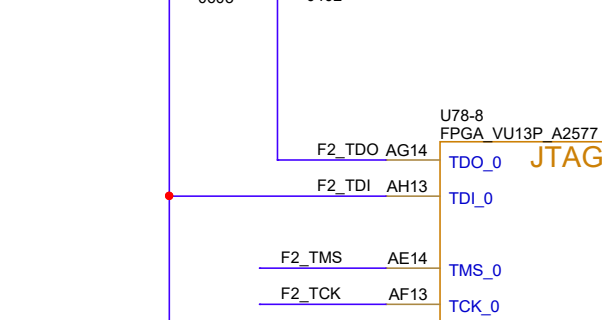 U78-8
FPGA_VU13P_A2577
F2_TDO AG14 TDO_0 JTAG
F2_TDI AH13 TDI_0
F2_TMS AE14 TMS_0
F2_TCK AF13 TCK_0